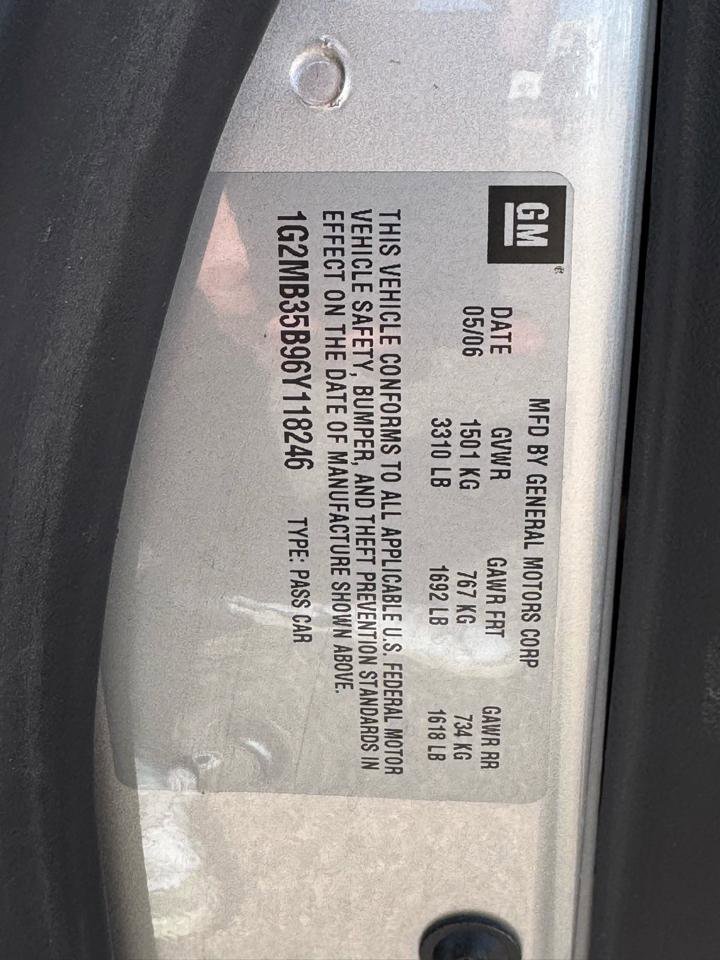 GM
MFD BY GENERAL MOTORS CORP
DATE GVWR GAWR FRT GAWR RR
05/06 1501 KG 767 KG 734 KG
3310 LB 1692 LB 1618 LB
THIS VEHICLE CONFORMS TO ALL APPLICABLE U.S. FEDERAL MOTOR
VEHICLE SAFETY, BUMPER, AND THEFT PREVENTION STANDARDS IN
EFFECT ON THE DATE OF MANUFACTURE SHOWN ABOVE.
1G2MB35B96Y118246 TYPE: PASS CAR